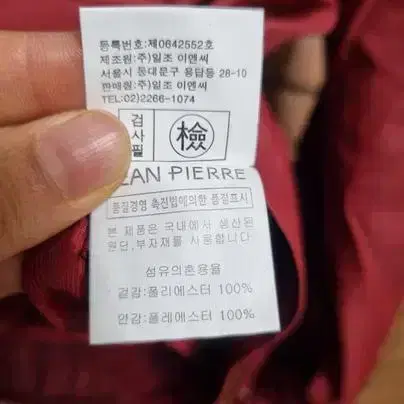 등록번호:제0642552호
제조원:주)일조 이앤씨
서울시 동대문구 용답등 28-10
판매원:주)일조 이앤씨
TEL:02)2266-1074
검사필
檢
EAN PIERRE
품질경영 촉진법에의한 품질표시
본 제품은 국내에서 생산된
원단,부자재를 사용합니다
섬유의혼용율
겉감:폴리에스터 100%
안감:폴레에스터 100%